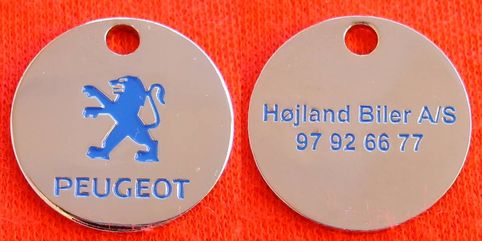 PEUGEOT
Højland Biler A/S
97 92 66 77